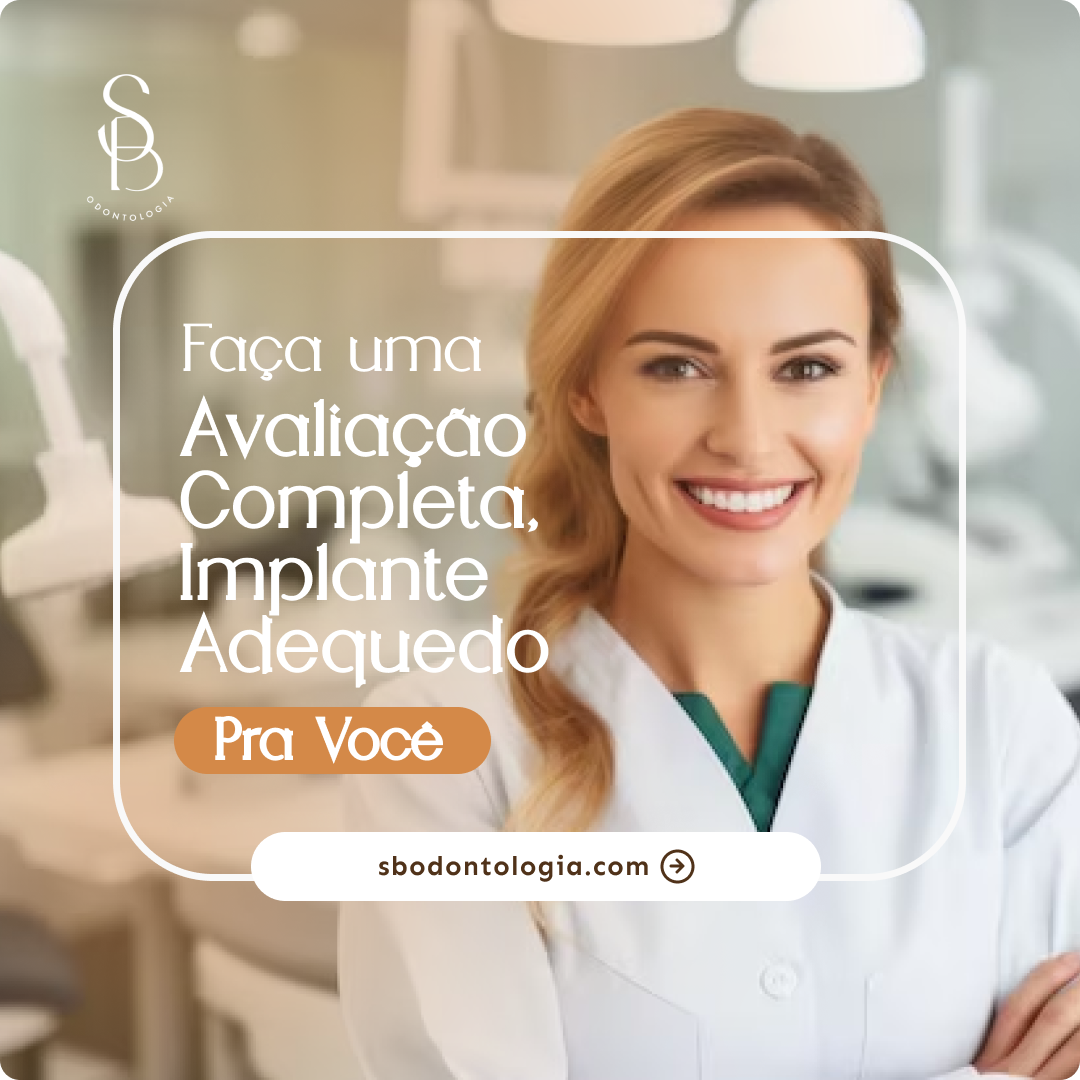 SB
ODONTOLOGIA
Faça uma
Avaliação
Completa,
Implante
Adequedo
Pra Você
sbodontologia.com